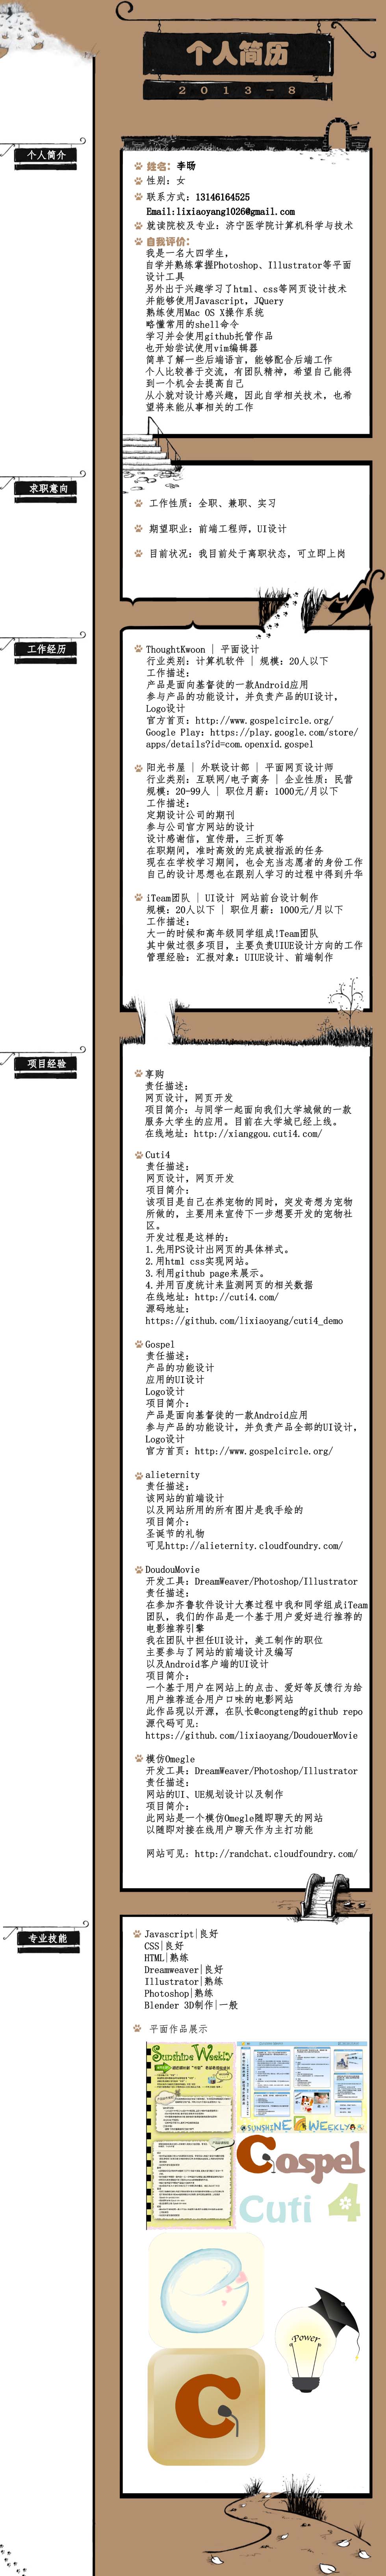 个人简历
2013-8
个人简介
姓名：李旸
性别：女
联系方式：13146164525
Email:lixiaoyang1026@gmail.com
就读院校及专业：济宁医学院计算机科学与技术
自我评价：
我是一名大四学生，
自学并熟练掌握Photoshop、Illustrator等平面
设计工具
另外出于兴趣学习了html、css等网页设计技术
并能够使用Javascript，JQuery
熟练使用Mac OS X操作系统
略懂常用的shell命令
学习并会使用github托管作品
也开始尝试使用vim编辑器
简单了解一些后端语言，能够配合后端工作
个人比较善于交流，有团队精神，希望自己能得
到一个机会去提高自己
从小就对设计感兴趣，因此自学相关技术，也希
望将来能从事相关的工作
求职意向
工作性质：全职、兼职、实习
期望职业：前端工程师，UI设计
目前状况：我目前处于离职状态，可立即上岗
工作经历
ThoughtKwoon | 平面设计
行业类别：计算机软件 | 规模：20人以下
工作描述：
产品是面向基督徒的一款Android应用
参与产品的功能设计，并负责产品的UI设计，
Logo设计
官方首页：http://www.gospelcircle.org/
Google Play：https://play.google.com/store/
apps/details?id=com.openxid.gospel
阳光书屋 | 外联设计部 | 平面网页设计师
行业类别：互联网/电子商务 | 企业性质：民营
规模：20-99人 | 职位月薪：1000元/月以下
工作描述：
定期设计公司的期刊
参与公司官方网站的设计
设计感谢信，宣传册，三折页等
在职期间，准时高效的完成被指派的任务
现在在学校学习期间，也会充当志愿者的身份工作
自己的设计思想也在跟别人学习的过程中得到升华
iTeam团队 | UI设计 网站前台设计制作
规模：20人以下 | 职位月薪：1000元/月以下
工作描述：
大一的时候和高年级同学组成!Team团队
其中做过很多项目，主要负责UIUE设计方向的工作
管理经验：汇报对象：UIUE设计、前端制作
项目经验
享购
责任描述：
网页设计，网页开发
项目简介：与同学一起面向我们大学城做的一款
服务大学生的应用。目前在大学城已经上线。
在线地址：http://xianggou.cuti4.com/
Cuti4
责任描述：
网页设计，网页开发
项目简介：
该项目是自己在养宠物的同时，突发奇想为宠物
所做的，主要用来宣传下一步想要开发的宠物社
区。
开发过程是这样的：
1.先用PS设计出网页的具体样式。
2.用html css实现网站。
3.利用github page来展示。
4.并用百度统计来监测网页的相关数据
在线地址：http://cuti4.com/
源码地址：
https://github.com/lixiaoyang/cuti4_demo
Gospel
责任描述：
产品的功能设计
应用的UI设计
Logo设计
项目简介：
产品是面向基督徒的一款Android应用
参与产品的功能设计，并负责产品全部的UI设计，
Logo设计
官方首页：http://www.gospelcircle.org/
alieternity
责任描述：
该网站的前端设计
以及网站所用的所有图片是我手绘的
项目简介：
圣诞节的礼物
可见http://alieternity.cloudfoundry.com/
DoudouMovie
开发工具：DreamWeaver/Photoshop/Illustrator
责任描述：
在参加齐鲁软件设计大赛过程中我和同学组成iTeam
团队，我们的作品是一个基于用户爱好进行推荐的
电影推荐引擎
我在团队中担任UI设计，美工制作的职位
主要参与了网站的前端设计及编写
以及Android客户端的UI设计
项目简介：
一个基于用户在网站上的点击、爱好等反馈行为给
用户推荐适合用户口味的电影网站
此作品现以开源，在队长@congteng的github repo
源代码可见：
https://github.com/lixiaoyang/DoudouerMovie
模仿Omegle
开发工具：DreamWeaver/Photoshop/Illustrator
责任描述：
网站的UI、UE规划设计以及制作
项目简介：
此网站是一个模仿Omegle随即聊天的网站
以随即对接在线用户聊天作为主打功能
网站可见：http://randchat.cloudfoundry.com/
专业技能
Javascript|良好
CSS|良好
HTML|熟练
Dreamweaver|良好
Illustrator|熟练
Photoshop|熟练
Blender 3D制作|一般
平面作品展示
Sunshine Weekly
SUNSHINE WEEKLY
Gospel
Cuti 4
Power